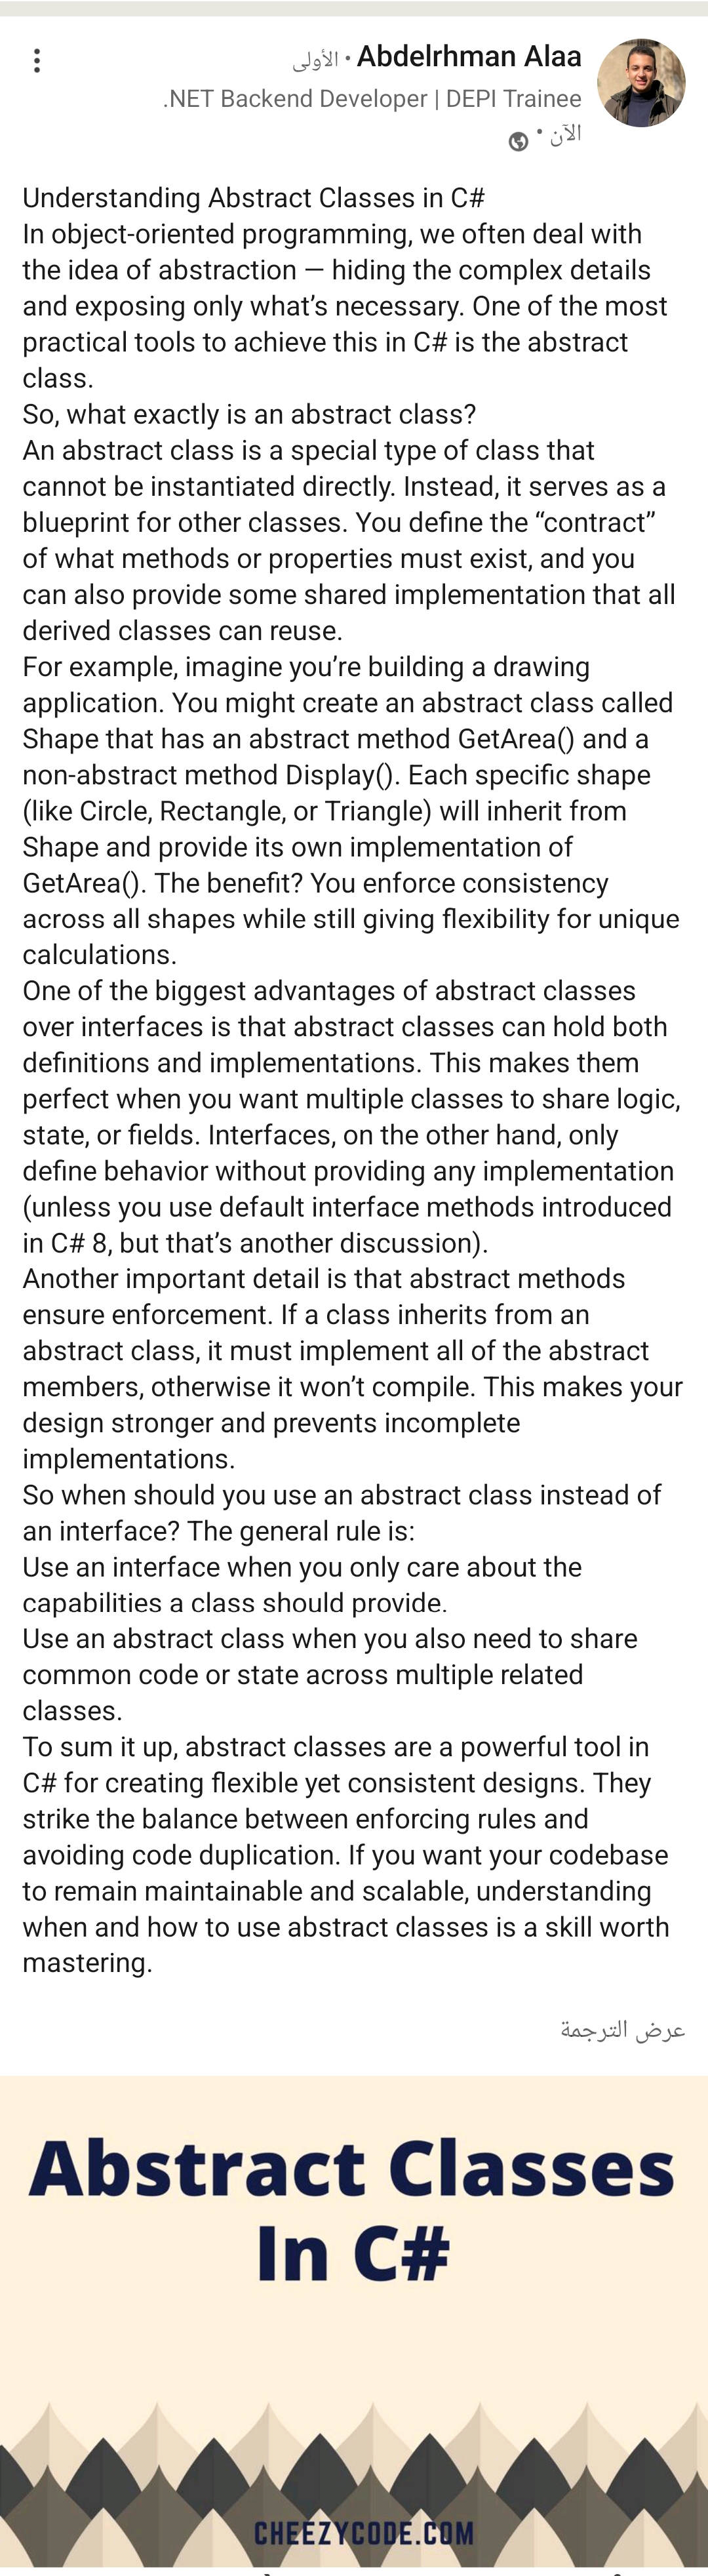 Abdelrhman Alaa • الأولى
.NET Backend Developer | DEPI Trainee
الآن •
Understanding Abstract Classes in C#
In object-oriented programming, we often deal with
the idea of abstraction — hiding the complex details
and exposing only what’s necessary. One of the most
practical tools to achieve this in C# is the abstract
class.
So, what exactly is an abstract class?
An abstract class is a special type of class that
cannot be instantiated directly. Instead, it serves as a
blueprint for other classes. You define the “contract”
of what methods or properties must exist, and you
can also provide some shared implementation that all
derived classes can reuse.
For example, imagine you’re building a drawing
application. You might create an abstract class called
Shape that has an abstract method GetArea() and a
non-abstract method Display(). Each specific shape
(like Circle, Rectangle, or Triangle) will inherit from
Shape and provide its own implementation of
GetArea(). The benefit? You enforce consistency
across all shapes while still giving flexibility for unique
calculations.
One of the biggest advantages of abstract classes
over interfaces is that abstract classes can hold both
definitions and implementations. This makes them
perfect when you want multiple classes to share logic,
state, or fields. Interfaces, on the other hand, only
define behavior without providing any implementation
(unless you use default interface methods introduced
in C# 8, but that’s another discussion).
Another important detail is that abstract methods
ensure enforcement. If a class inherits from an
abstract class, it must implement all of the abstract
members, otherwise it won’t compile. This makes your
design stronger and prevents incomplete
implementations.
So when should you use an abstract class instead of
an interface? The general rule is:
Use an interface when you only care about the
capabilities a class should provide.
Use an abstract class when you also need to share
common code or state across multiple related
classes.
To sum it up, abstract classes are a powerful tool in
C# for creating flexible yet consistent designs. They
strike the balance between enforcing rules and
avoiding code duplication. If you want your codebase
to remain maintainable and scalable, understanding
when and how to use abstract classes is a skill worth
mastering.
عرض الترجمة
Abstract Classes
In C#
CHEEZYCODE.COM